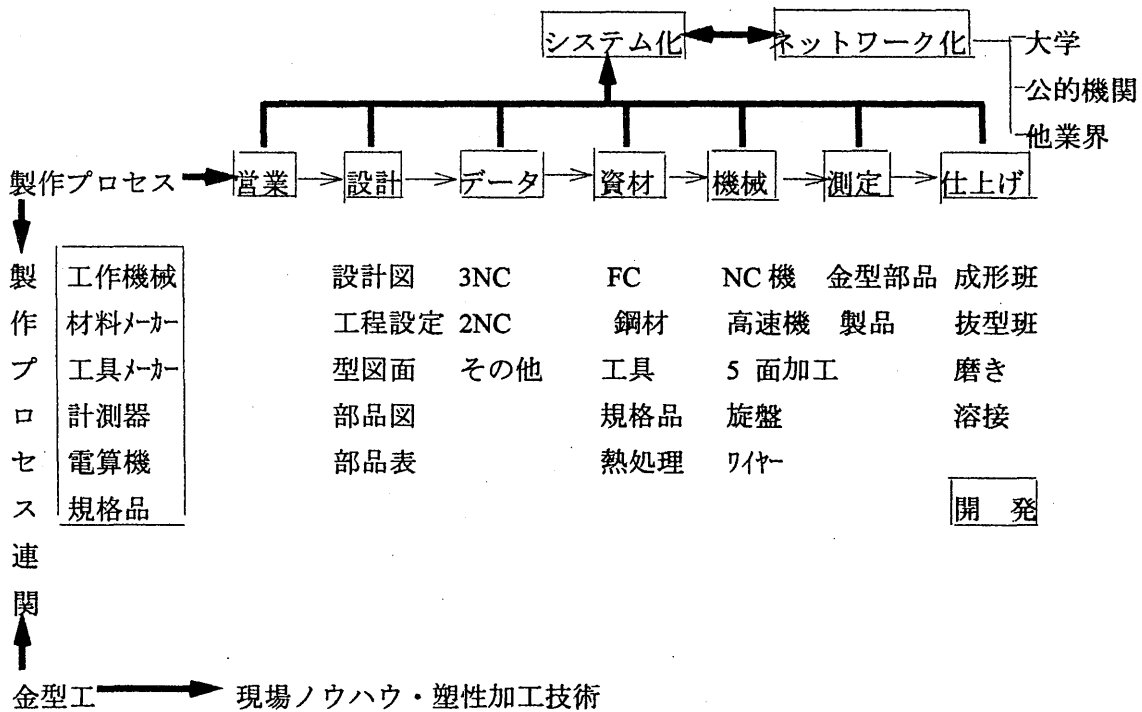 システム化 ネットワーク化 大学
公的機関
他業界
製作プロセス 営業 設計 データ 資材 機械 測定 仕上げ
製作プロセス連関
工作機械 設計図 3NC FC NC機 金型部品 成形班
材料メーカー 工程設定 2NC 鋼材 高速機 製品 抜型班
工具メーカー 型図面 その他 工具 5面加工 磨き
計測器 部品図 規格品 旋盤 溶接
電算機 部品表 熱処理 ワイヤー
規格品 開 発
金型工 現場ノウハウ・塑性加工技術